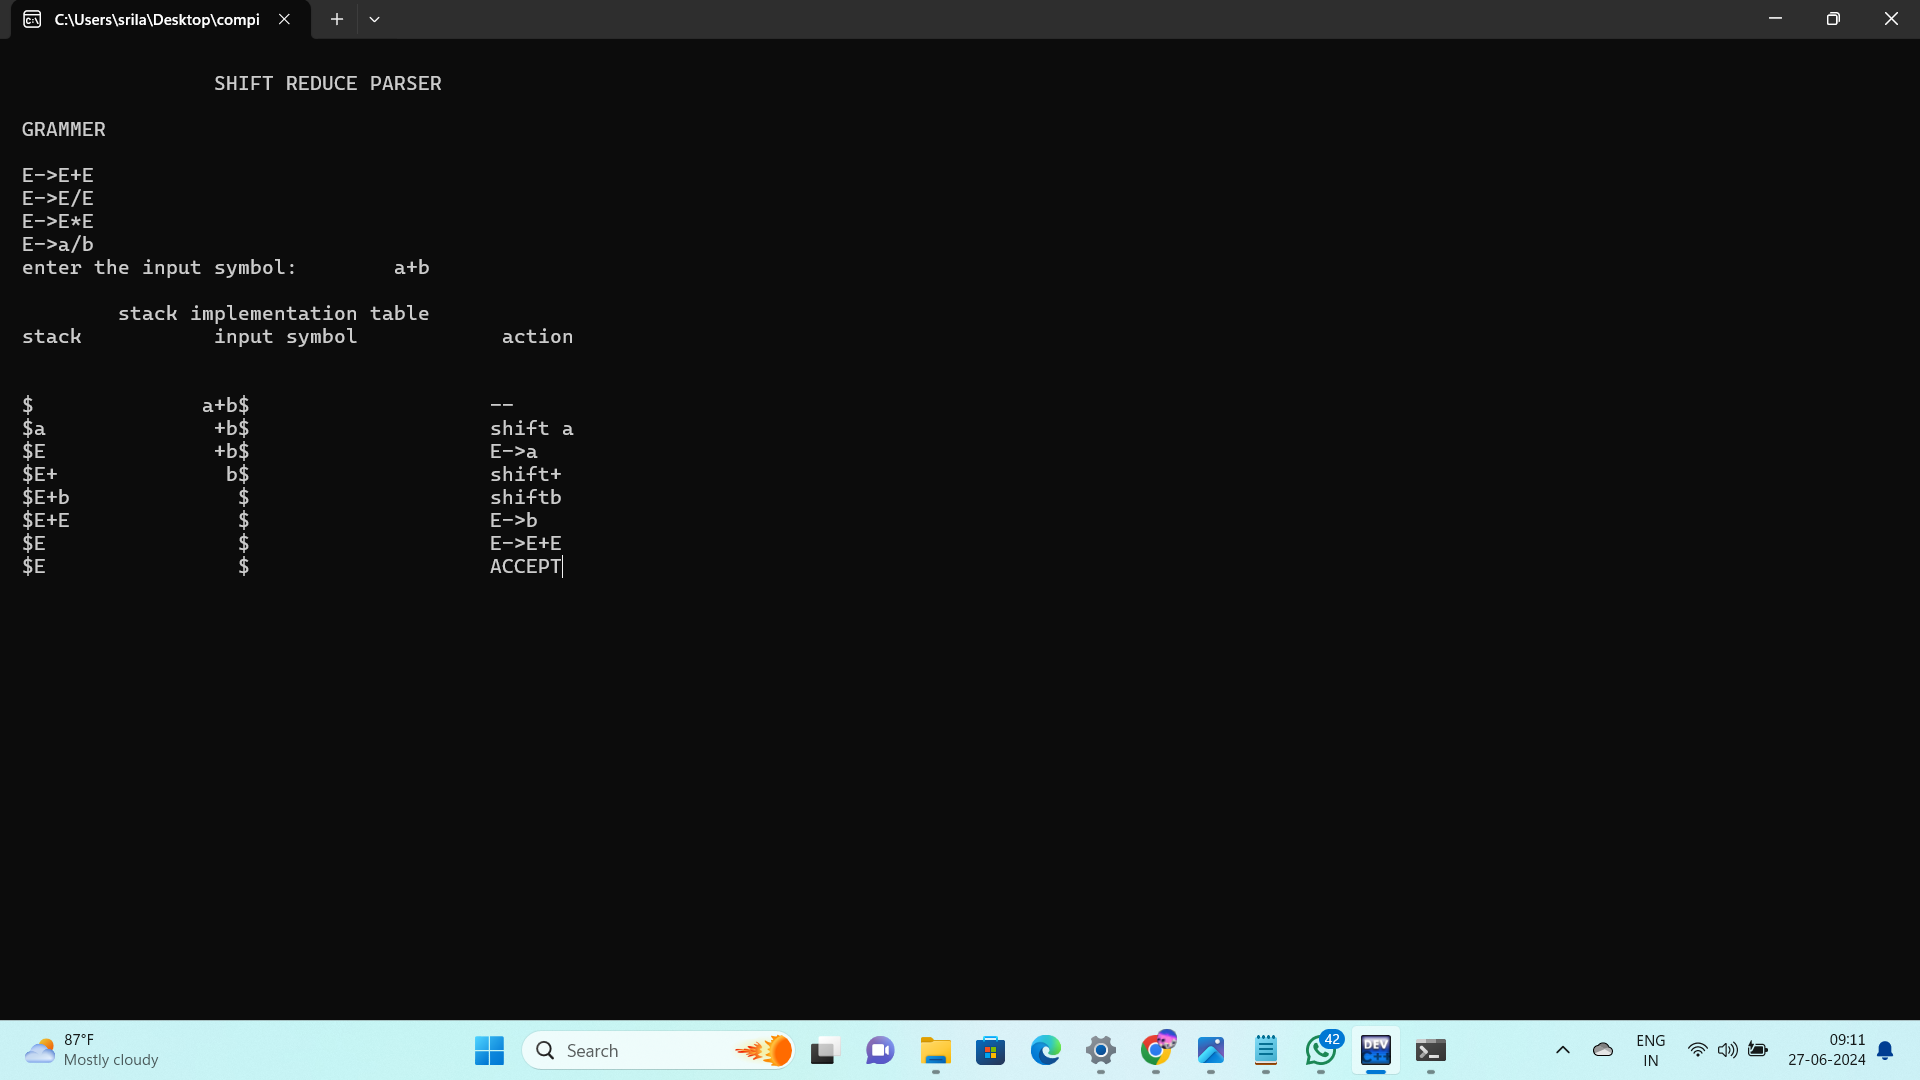 C:\Users\srila\Desktop\compi
SHIFT REDUCE PARSER
GRAMMER
E->E+E
E->E/E
E->E*E
E->a/b
enter the input symbol: a+b
stack implementation table
stack input symbol action
$ a+b$ --
$a +b$ shift a
$E +b$ E->a
$E+ b$ shift+
$E+b $ shiftb
$E+E $ E->b
$E $ E->E+E
$E $ ACCEPT
87°F
Mostly cloudy
Search
42
DEV
C++
ENG
IN
09:11
27-06-2024